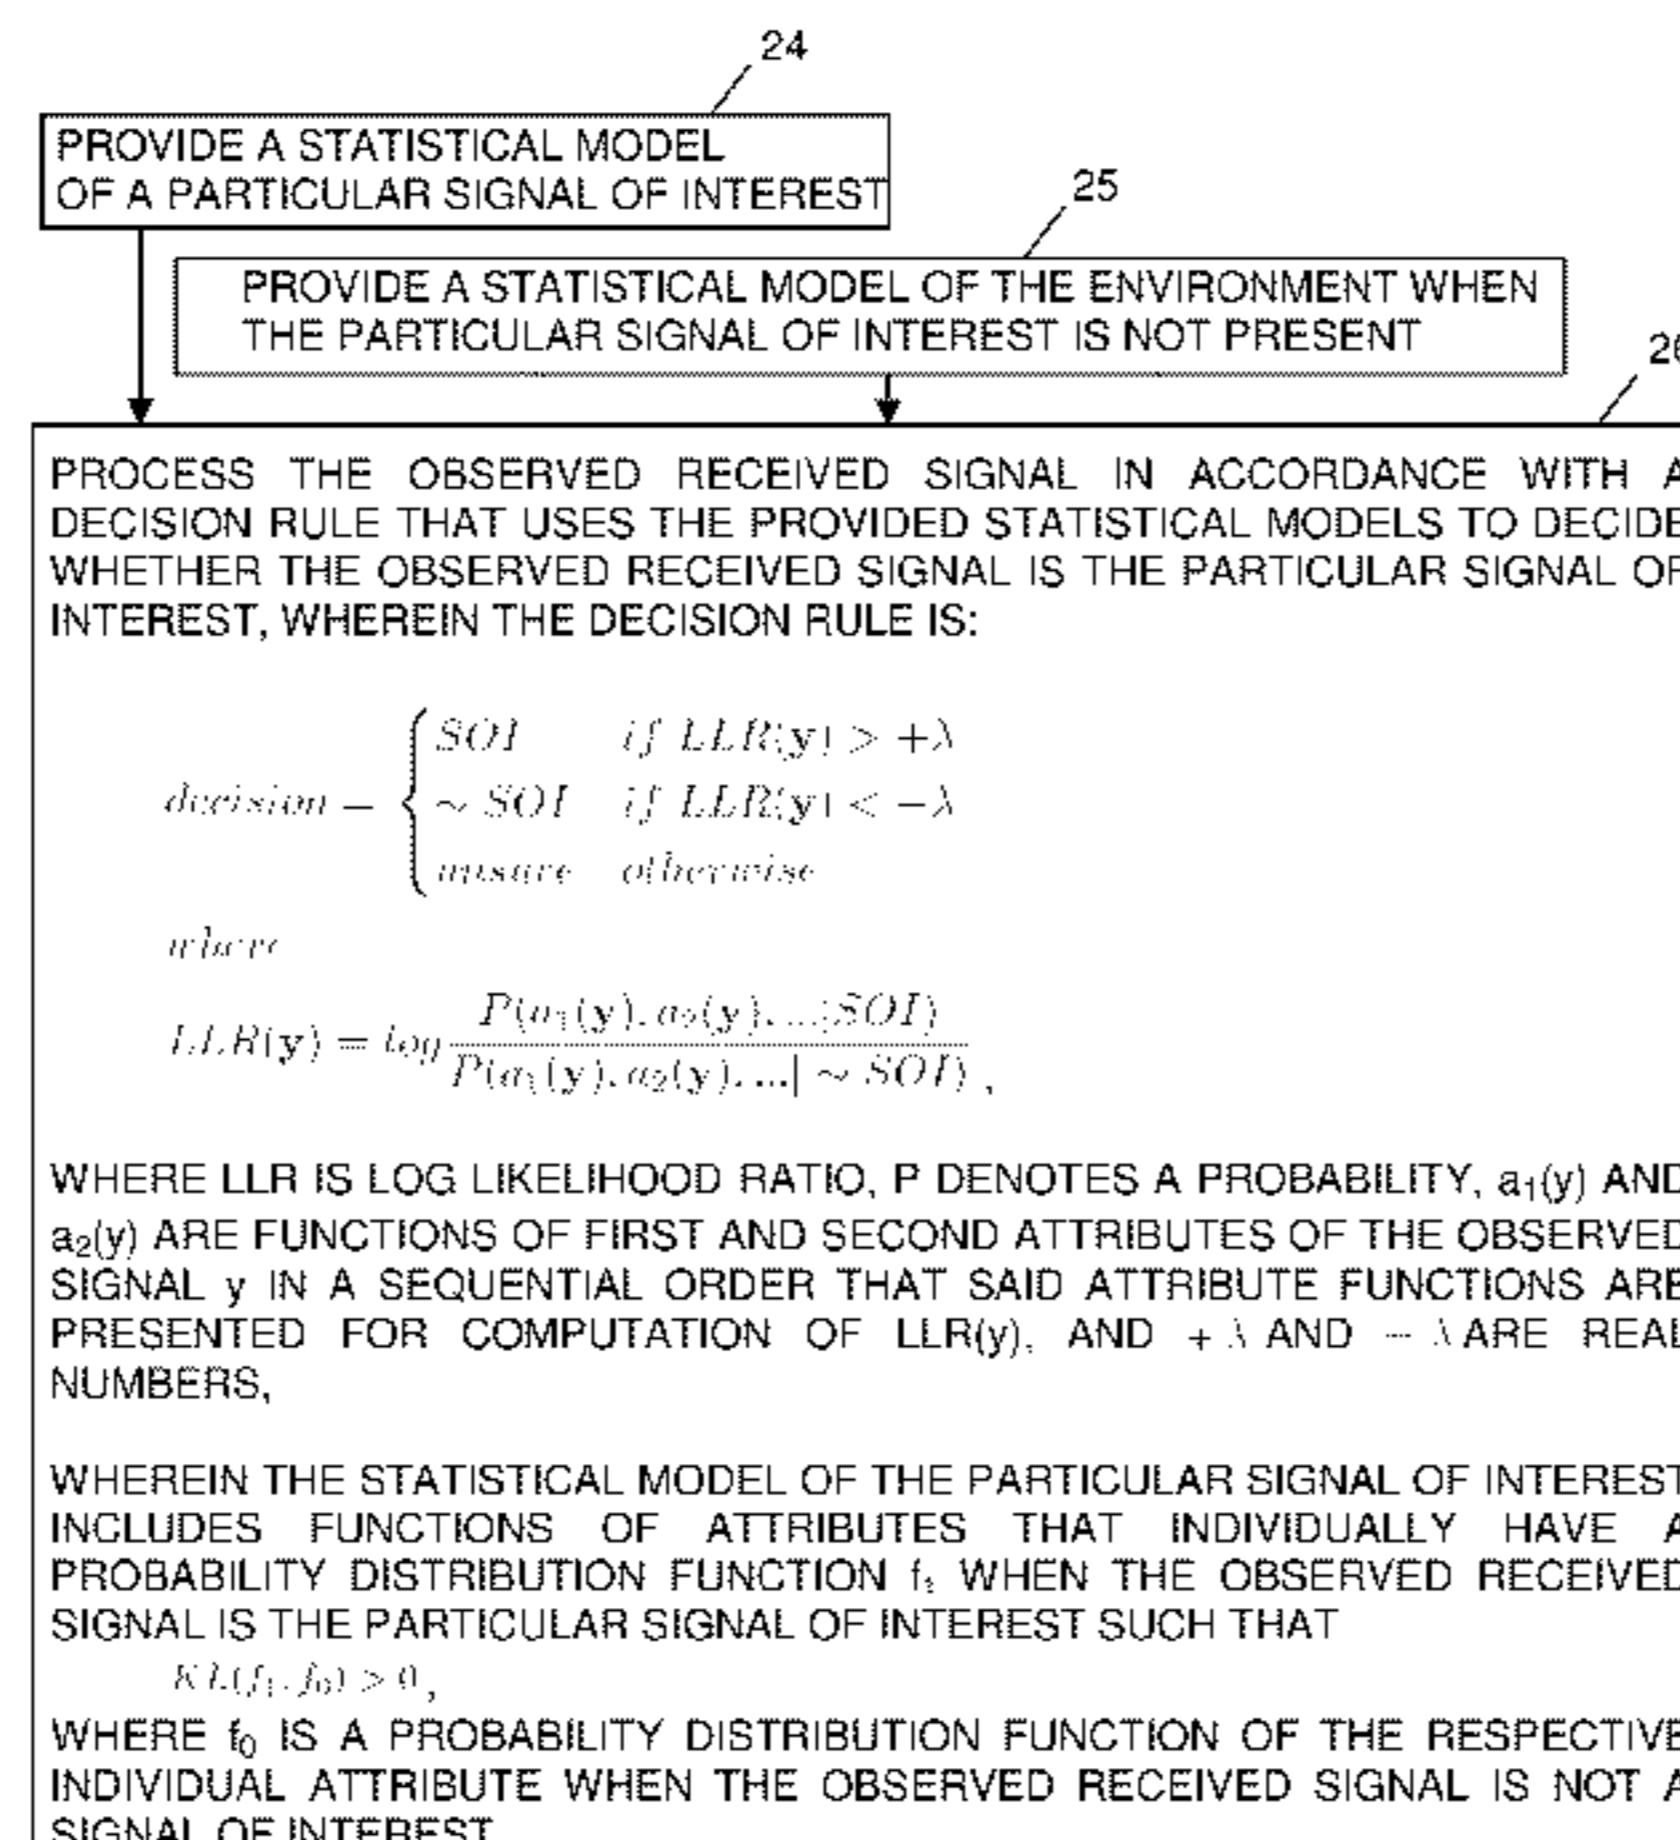 24
PROVIDE A STATISTICAL MODEL
OF A PARTICULAR SIGNAL OF INTEREST
25
PROVIDE A STATISTICAL MODEL OF THE ENVIRONMENT WHEN
THE PARTICULAR SIGNAL OF INTEREST IS NOT PRESENT
PROCESS THE OBSERVED RECEIVED SIGNAL IN ACCORDANCE WITH A
DECISION RULE THAT USES THE PROVIDED STATISTICAL MODELS TO DECIDE
WHETHER THE OBSERVED RECEIVED SIGNAL IS THE PARTICULAR SIGNAL OF
INTEREST, WHEREIN THE DECISION RULE IS:
SOI if LLR(y) > +λ
decision = { ~ SOI if LLR(y) < −λ
unsure otherwise
where
P(a₁(y), a₂(y), ...|SOI)
LLR(y) = log
P(a₁(y), a₂(y), ...| ~ SOI) ,
WHERE LLR IS LOG LIKELIHOOD RATIO, P DENOTES A PROBABILITY, a₁(y) AND
a₂(y) ARE FUNCTIONS OF FIRST AND SECOND ATTRIBUTES OF THE OBSERVED
SIGNAL y IN A SEQUENTIAL ORDER THAT SAID ATTRIBUTE FUNCTIONS ARE
PRESENTED FOR COMPUTATION OF LLR(y), AND + λ AND − λ ARE REAL
NUMBERS,
WHEREIN THE STATISTICAL MODEL OF THE PARTICULAR SIGNAL OF INTEREST
INCLUDES FUNCTIONS OF ATTRIBUTES THAT INDIVIDUALLY HAVE A
PROBABILITY DISTRIBUTION FUNCTION f₁ WHEN THE OBSERVED RECEIVED
SIGNAL IS THE PARTICULAR SIGNAL OF INTEREST SUCH THAT
KL(f₁, f₀) > 0 ,
WHERE f₀ IS A PROBABILITY DISTRIBUTION FUNCTION OF THE RESPECTIVE
INDIVIDUAL ATTRIBUTE WHEN THE OBSERVED RECEIVED SIGNAL IS NOT A
SIGNAL OF INTEREST